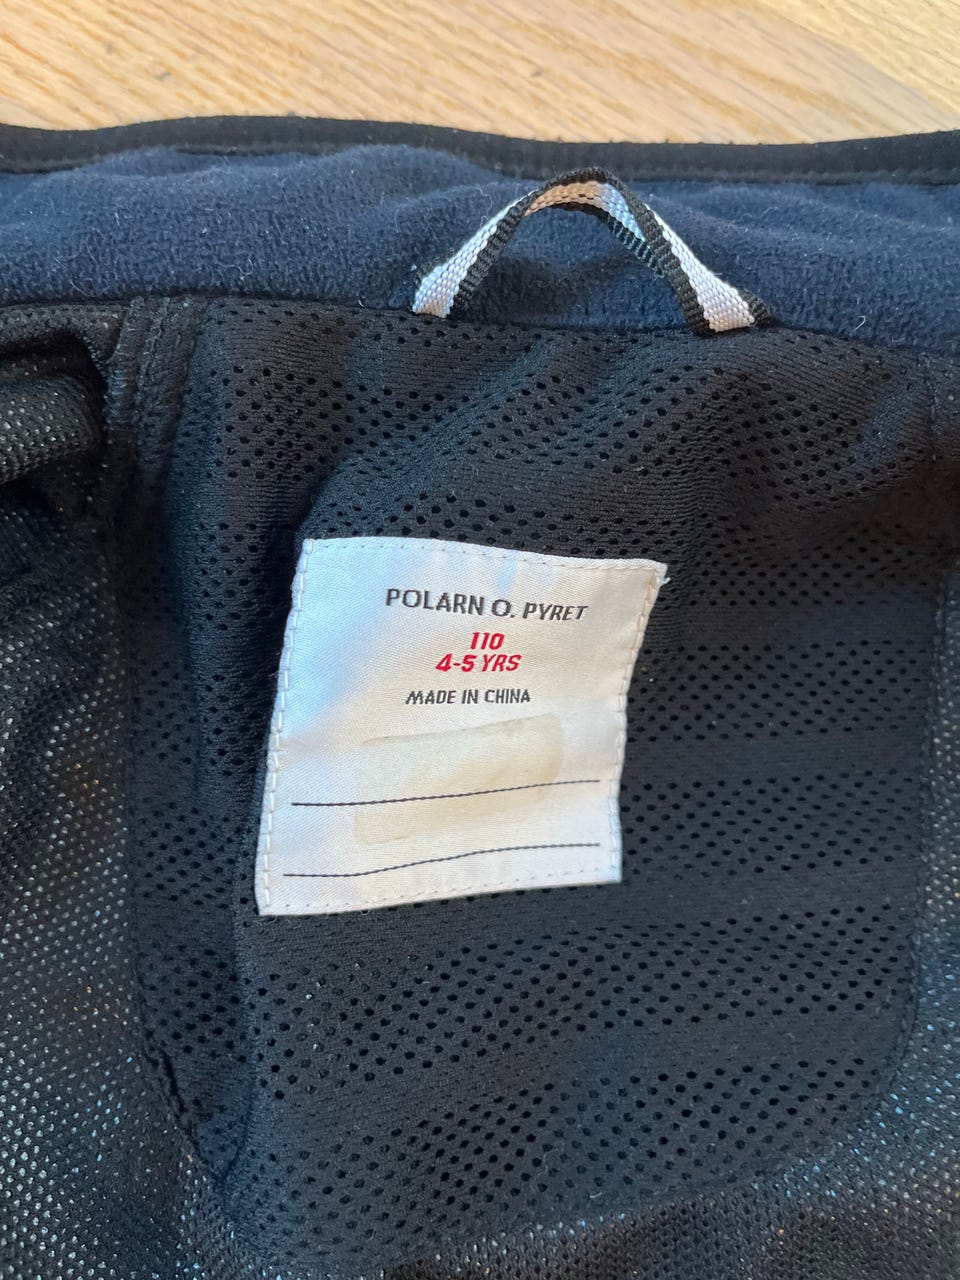 POLARN O. PYRET
110
4-5 YRS
MADE IN CHINA